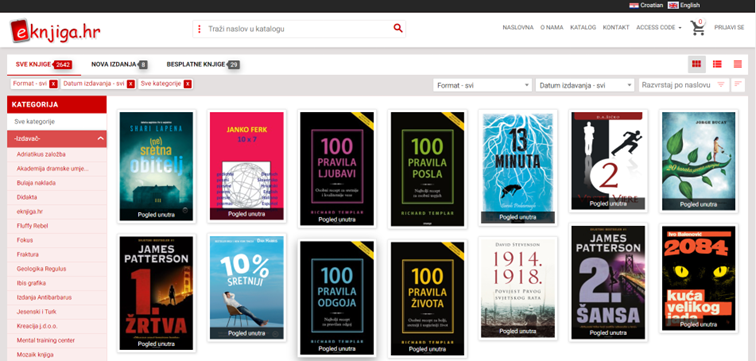 Croatian English
eknjiga.hr
Traži naslov u katalogu
NASLOVNA O NAMA KATALOG KONTAKT ACCESS CODE 0 PRIJAVI SE
SVE KNJIGE 2642 NOVA IZDANJA 8 BESPLATNE KNJIGE 29
Format - svi x Datum izdavanja - svi x Sve kategorije x
Format - svi Datum izdavanja - svi Razvrstaj po naslovu
KATEGORIJA
Sve kategorije
-Izdavač-
Adriatikus založba
Akademija dramske umje...
Bulaja naklada
Didakta
eknjiga.hr
Fluffy Rebel
Fokus
Fraktura
Geologika Regulus
Ibis grafika
Izdanja Antibarbarus
Jesenski i Turk
Kreacija j.d.o.o.
Mental training center
Mozaik knjiga
SHARI LAPENA
(ne)
sretna
obitelj
Pogled unutra
JANKO FERK
10 x 7
Pogled unutra
100
PRAVILA
LJUBAVI
RICHARD TEMPLAR
Pogled unutra
100
PRAVILA
POSLA
RICHARD TEMPLAR
13
MINUTA
Pogled unutra
2
Pogled unutra
Pogled unutra
JAMES
PATTERSON
1.
ŽRTVA
Pogled unutra
10%
SRETNIJI
Pogled unutra
100
PRAVILA
ODGOJA
RICHARD TEMPLAR
Pogled unutra
100
PRAVILA
ŽIVOTA
RICHARD TEMPLAR
Pogled unutra
DAVID STEVENSON
1914.
1918.
POVIJEST PRVOG
SVJETSKOG RATA
Pogled unutra
JAMES
PATTERSON
2.
ŠANSA
Pogled unutra
2084
kuća
velikog
jada
Pogled unutra